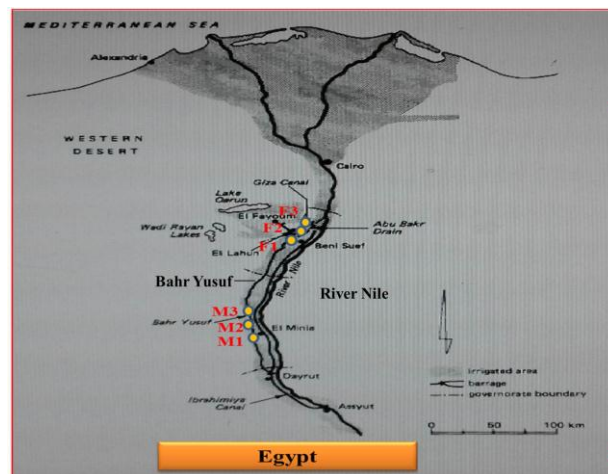 MEDITERRANEAN SEA
Alexandria
WESTERN
DESERT
Cairo
Giza Canal
Lake
Qarun
El Fayoum
F3
F2
F1
Wadi Rayan
Lakes
Abu Bakr
Drain
El Lahun
Beni Suef
Bahr Yusuf
River Nile
River Nile
M3
Bahr Yusuf
M2
El Minia
M1
Dayrut
Ibrahimiya
Canal
Assyut
irrigated area
barrage
governorate boundary
0 50 100 km
Egypt